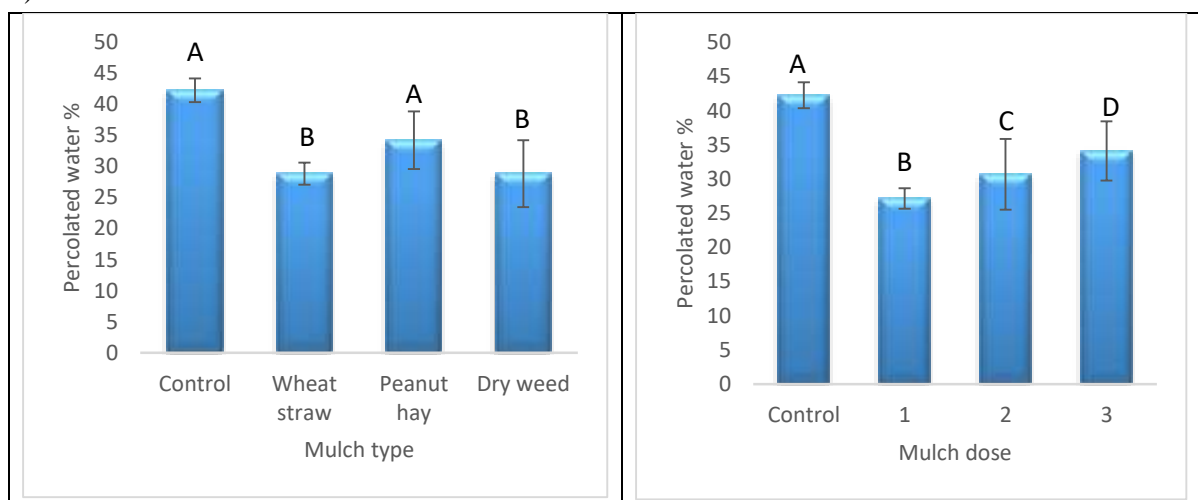 )
50
45
40
35
30
25
20
15
10
5
0
Percolated water %
A
B
A
B
Control
Wheat straw
Peanut hay
Dry weed
Mulch type
50
45
40
35
30
25
20
15
10
5
0
Percolated water %
A
B
C
D
Control
1
2
3
Mulch dose